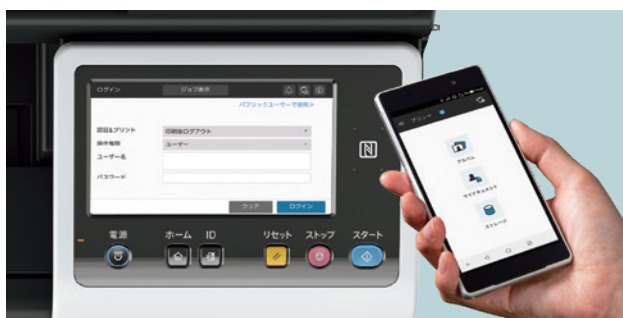 ログイン
ジョブ表示
パブリックユーザーで使用≫
認証&プリント
印刷後ログアウト
操作権限
ユーザー
ユーザー名
パスワード
クリア
ログイン
電源
ホーム
ID
リセット
ストップ
スタート
N
プリント
アルバム
マイドキュメント
ストレージ